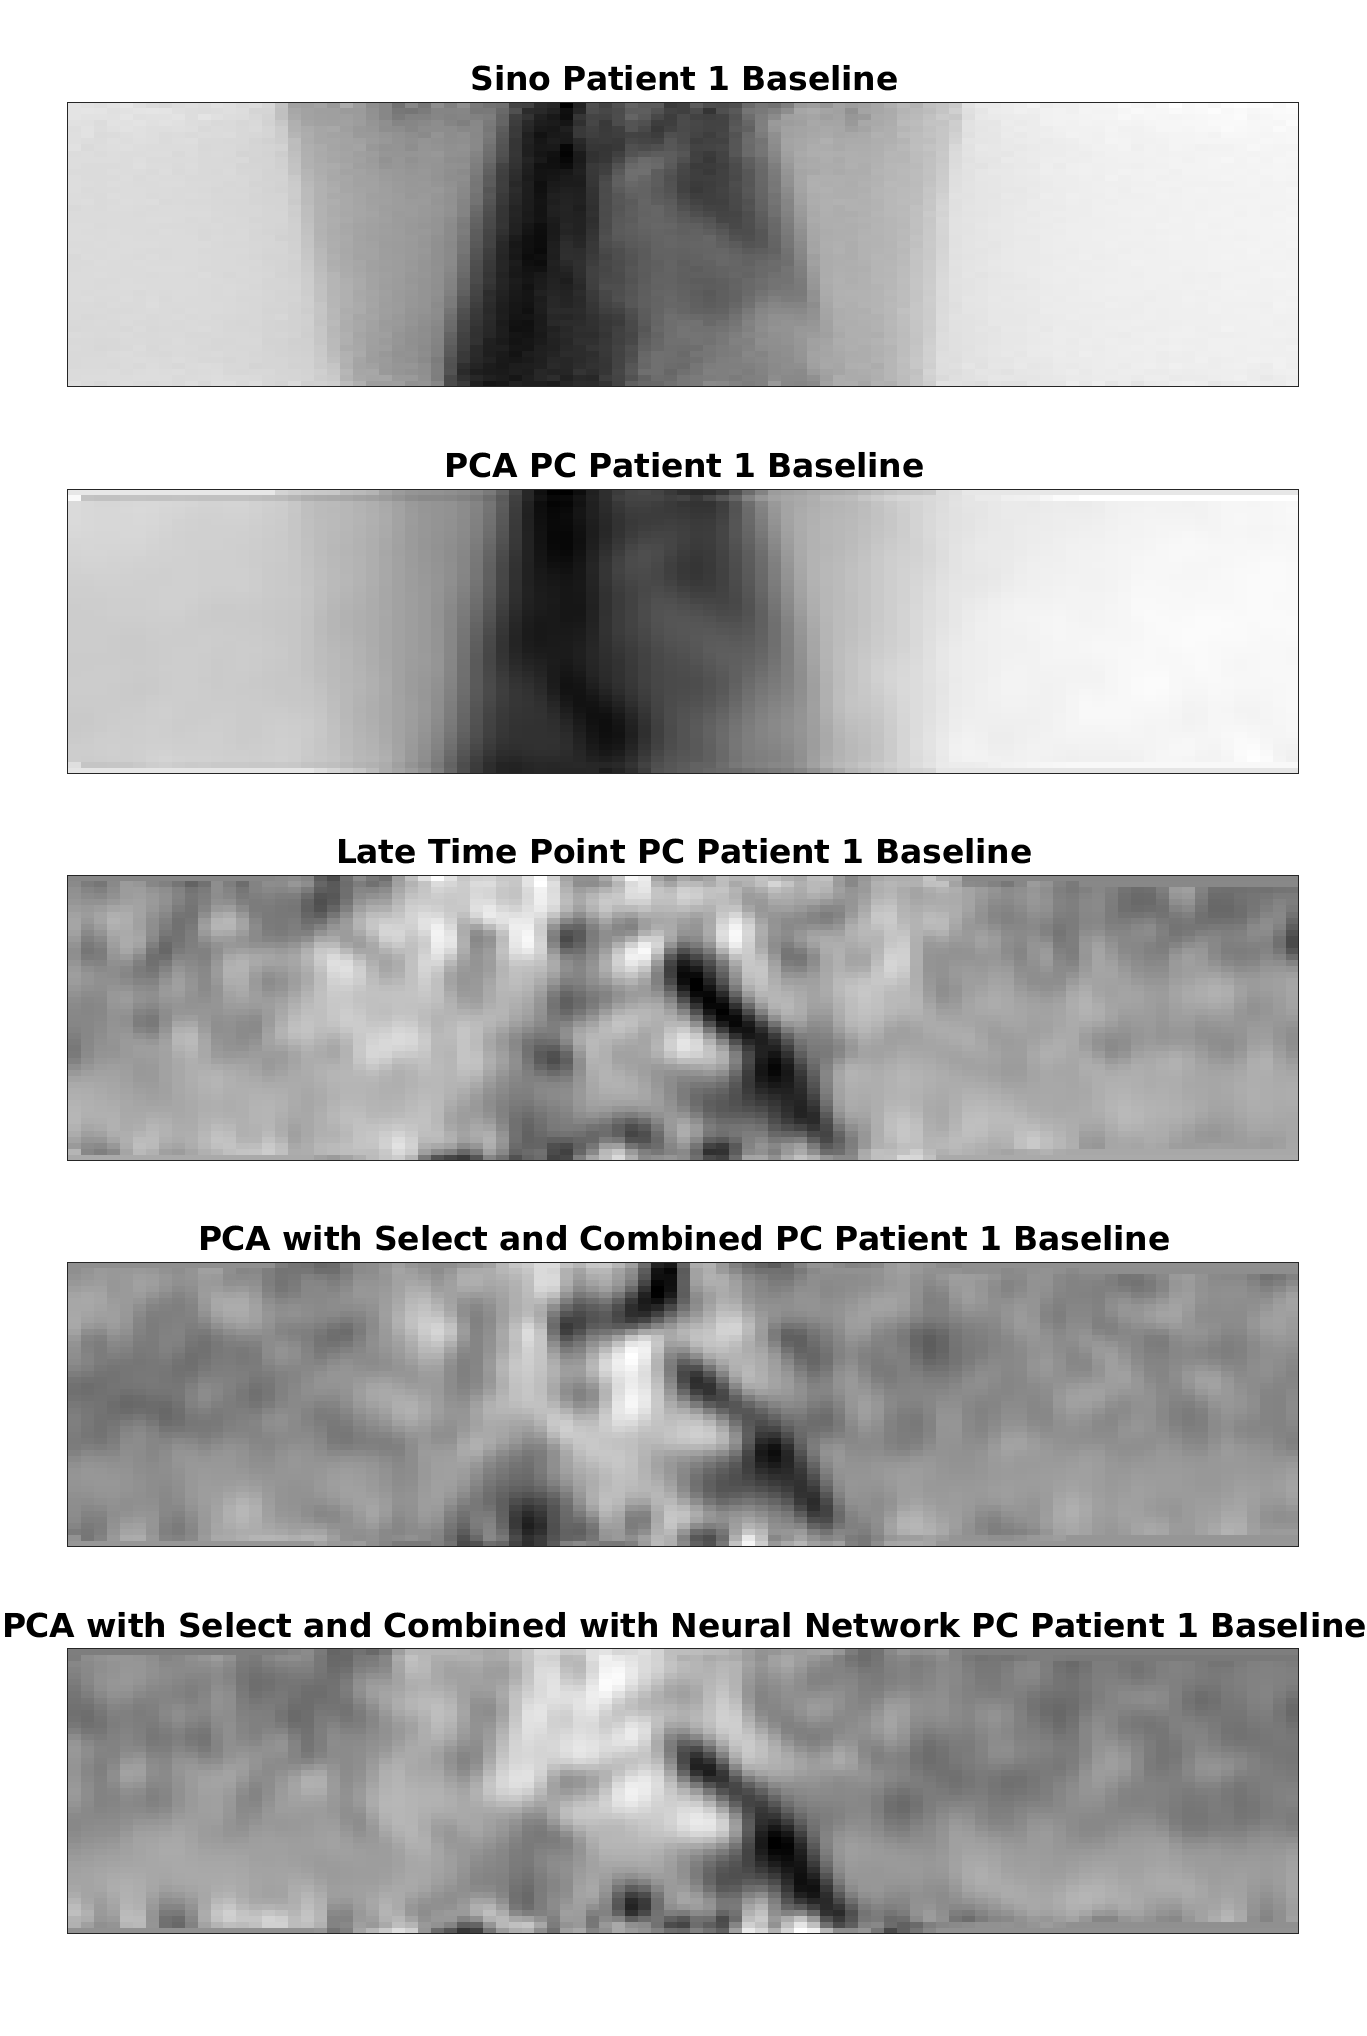 Sino Patient 1 Baseline
PCA PC Patient 1 Baseline
Late Time Point PC Patient 1 Baseline
PCA with Select and Combined PC Patient 1 Baseline
PCA with Select and Combined with Neural Network PC Patient 1 Baseline